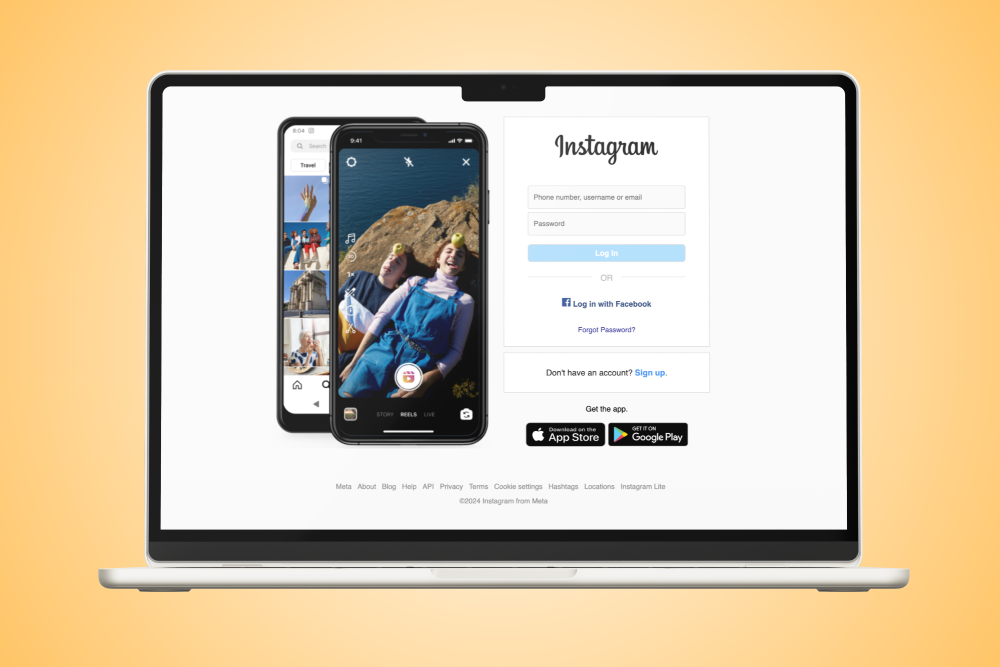 8:04
Search
Travel
9:41
1×
STORY REELS LIVE
Instagram
Phone number, username or email
Password
Log In
OR
Log in with Facebook
Forgot Password?
Don't have an account? Sign up.
Get the app.
Download on the
App Store
GET IT ON
Google Play
Meta About Blog Help API Privacy Terms Cookie settings Hashtags Locations Instagram Lite
©2024 Instagram from Meta